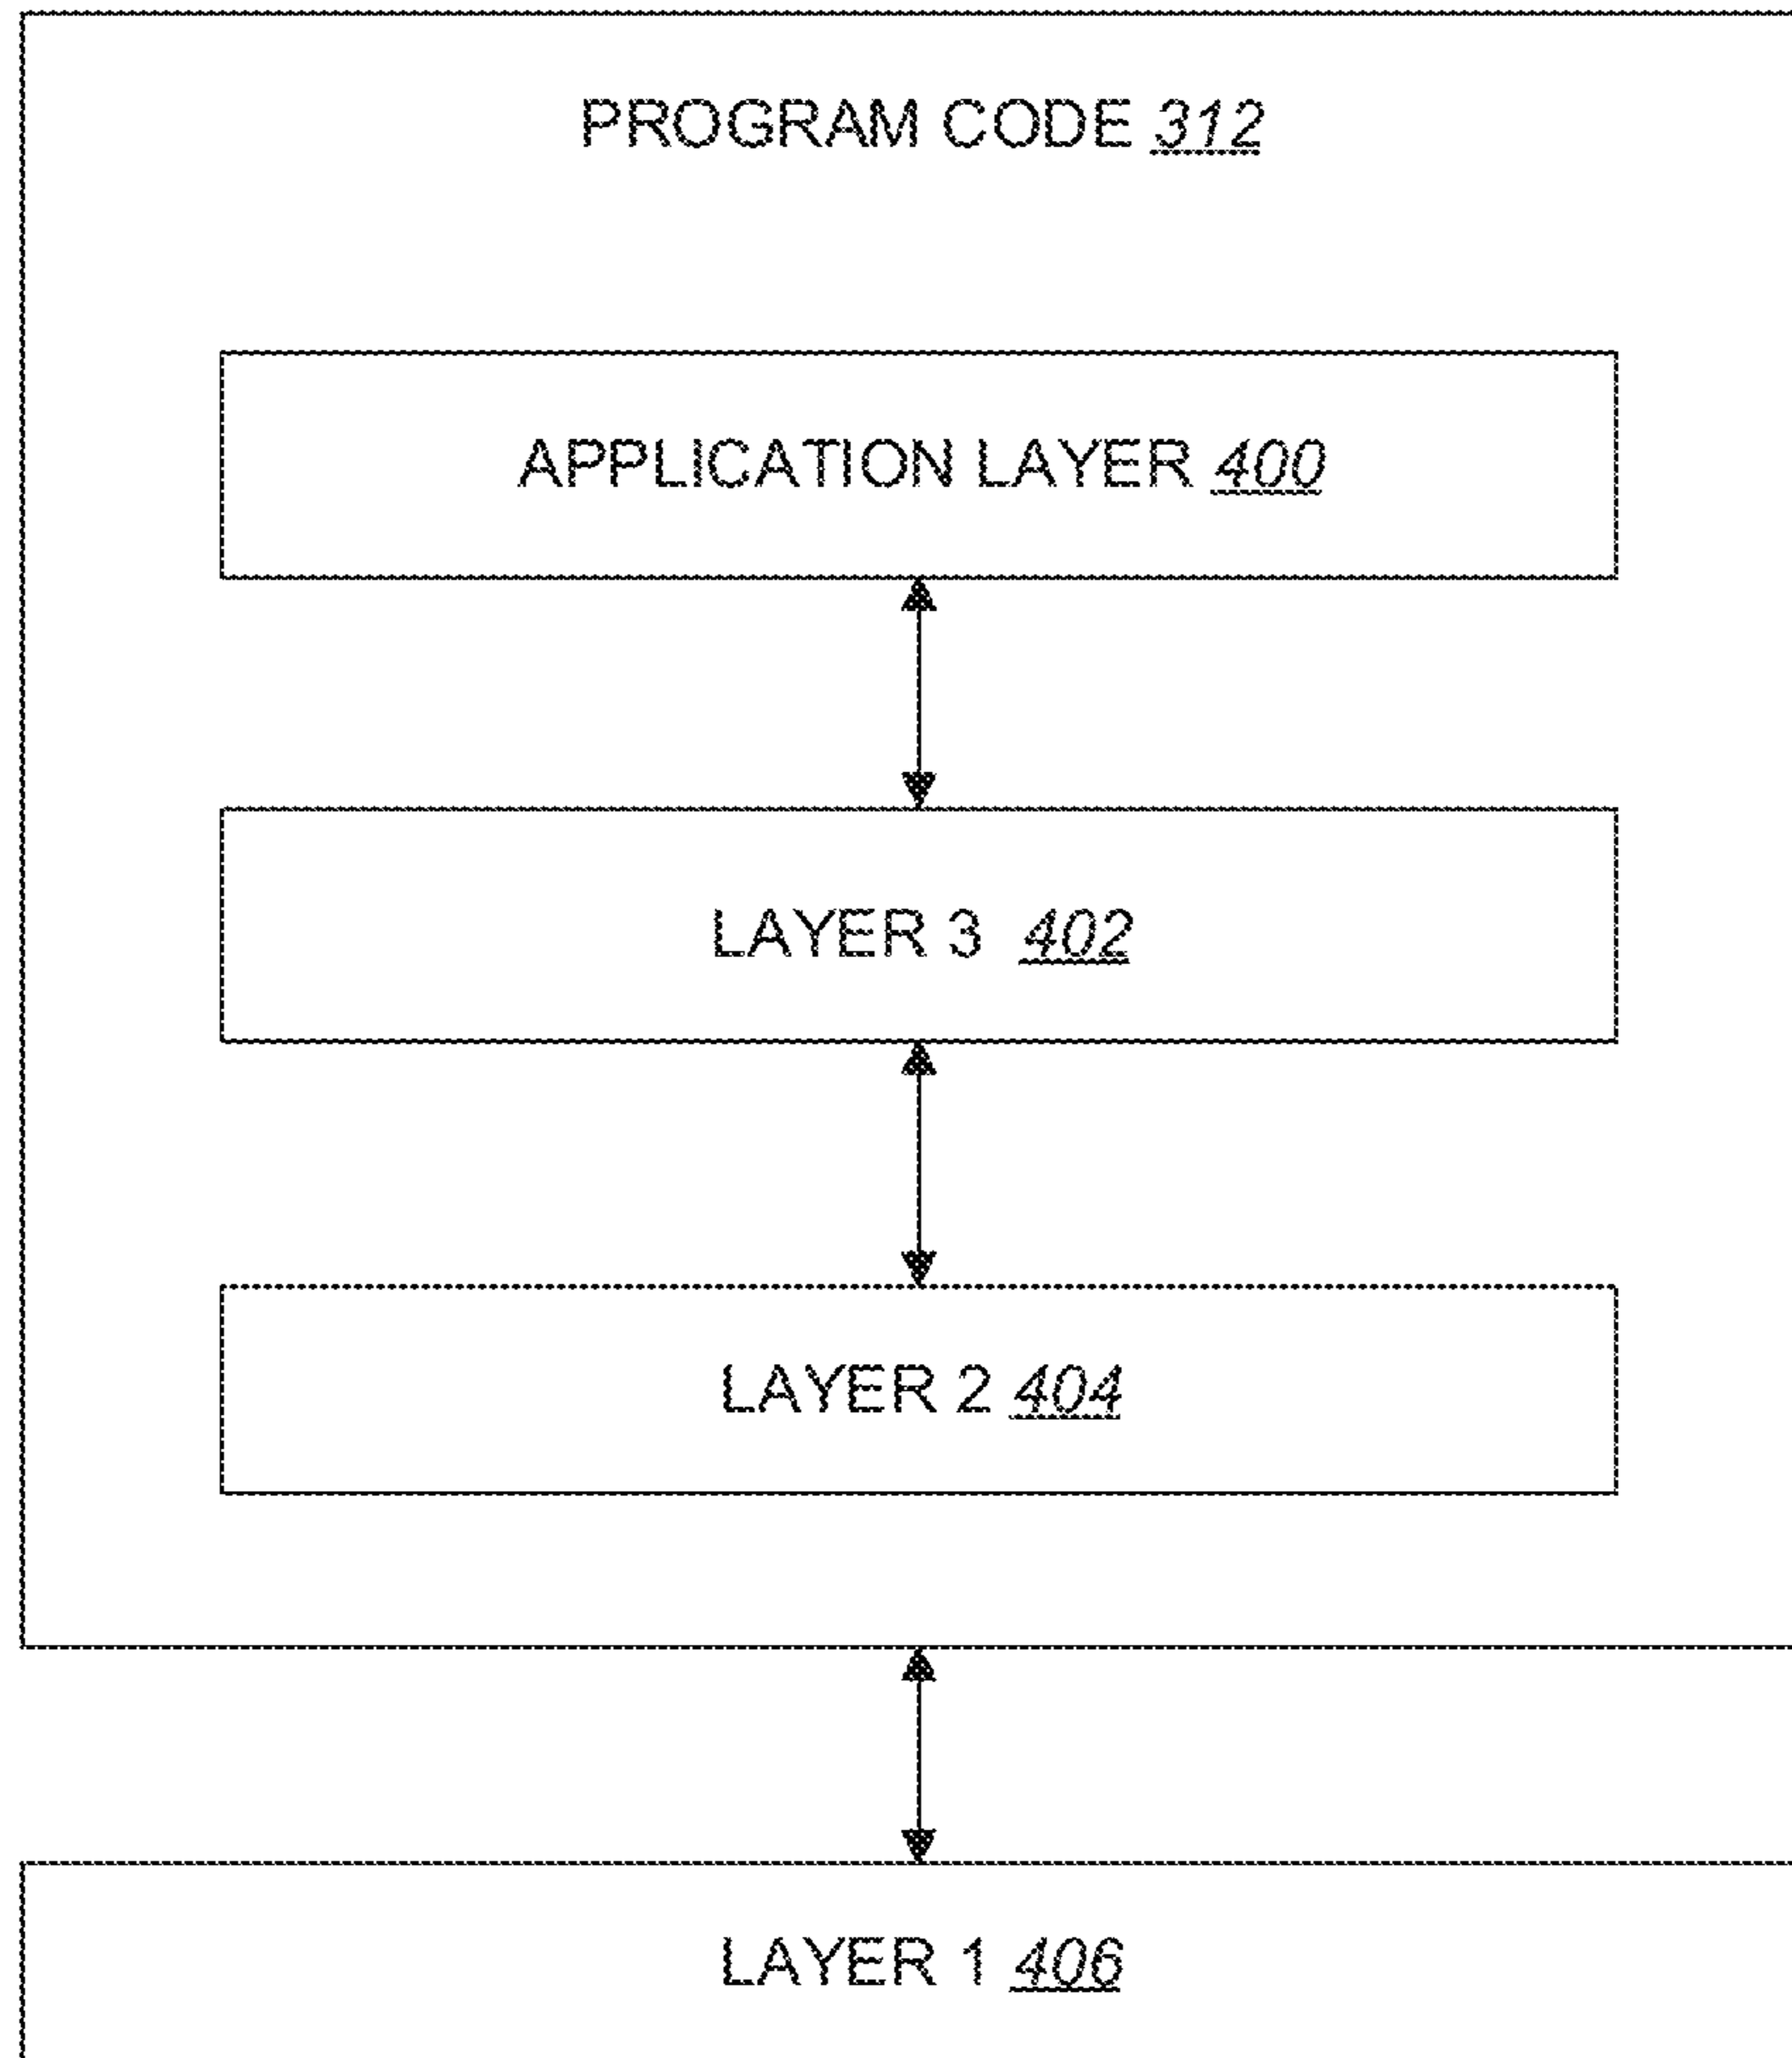 PROGRAM CODE 312
APPLICATION LAYER 400
LAYER 3 402
LAYER 2 404
LAYER 1 406